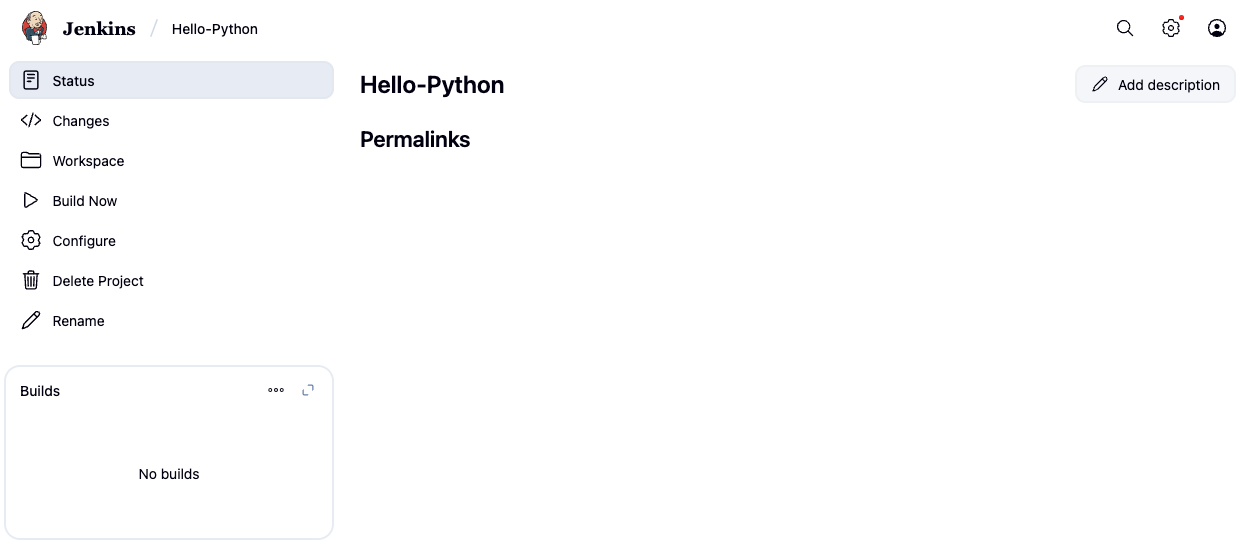 Jenkins / Hello-Python
Status
Changes
Workspace
Build Now
Configure
Delete Project
Rename
Builds
No builds
Hello-Python
Add description
Permalinks